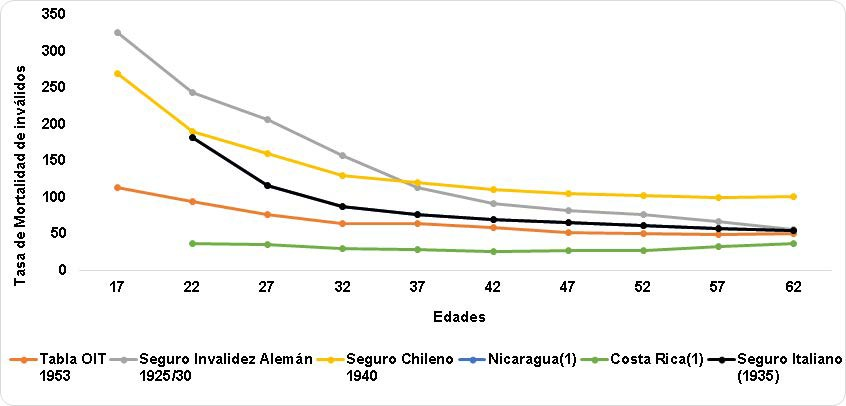 350
300
250
200
150
100
50
0
Tasa de Mortalidad de inválidos
17 22 27 32 37 42 47 52 57 62
Edades
Tabla OIT 1953
Seguro Invalidez Alemán 1925/30
Seguro Chileno 1940
Nicaragua(1)
Costa Rica(1)
Seguro Italiano (1935)